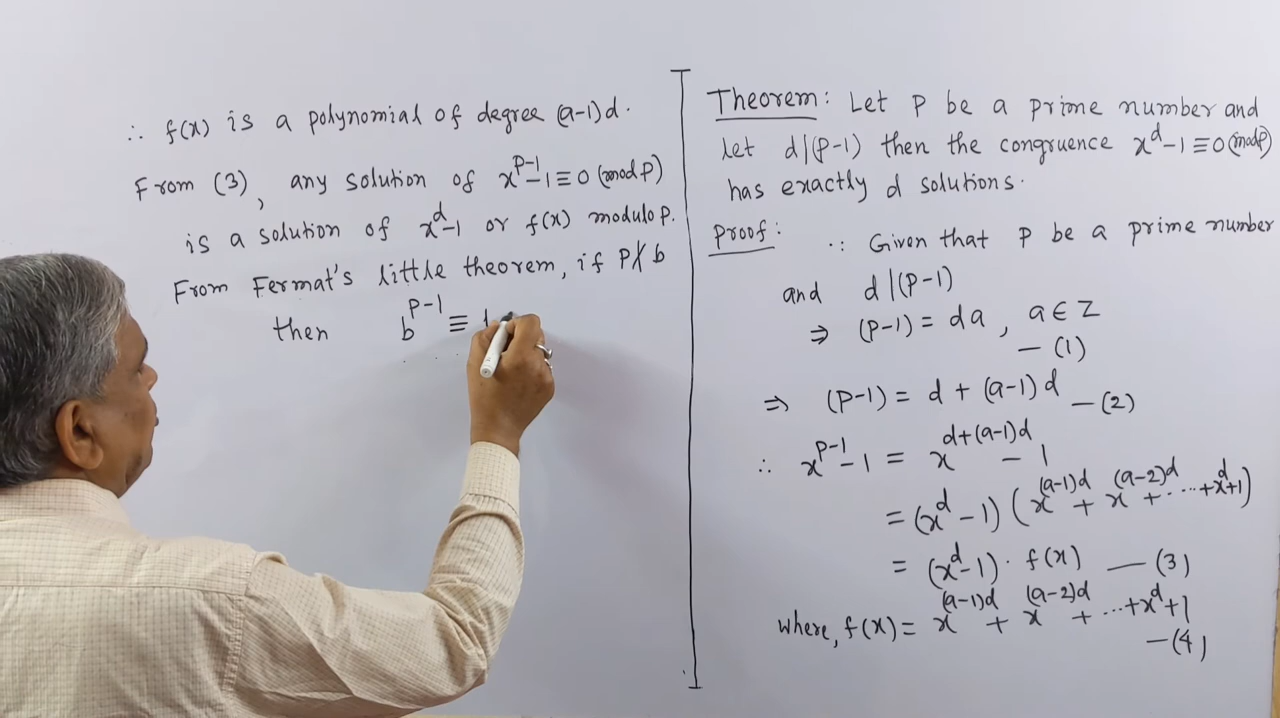 ∴ f(x) is a polynomial of degree (a-1)d.
From (3), any solution of x^{p-1}-1 ≡ 0 (mod p)
is a solution of x^d-1 or f(x) modulo p.
From Fermat's little theorem, if p∤b
then b^{p-1} ≡ 1
Theorem: Let P be a prime number and
let d|(p-1) then the congruence x^d-1 ≡ 0 (mod p)
has exactly d solutions.
Proof: ∵ Given that P be a prime number
and d|(p-1)
⇒ (p-1) = da, a ∈ Z
— (1)
⇒ (p-1) = d + (a-1)d — (2)
∴ x^{p-1}-1 = x^{d+(a-1)d} - 1
= (x^d-1)(x^{(a-1)d} + x^{(a-2)d} + ..... + x^d+1)
= (x^d-1)· f(x) — (3)
where, f(x) = x^{(a-1)d} + x^{(a-2)d} + ... + x^d+1
— (4)